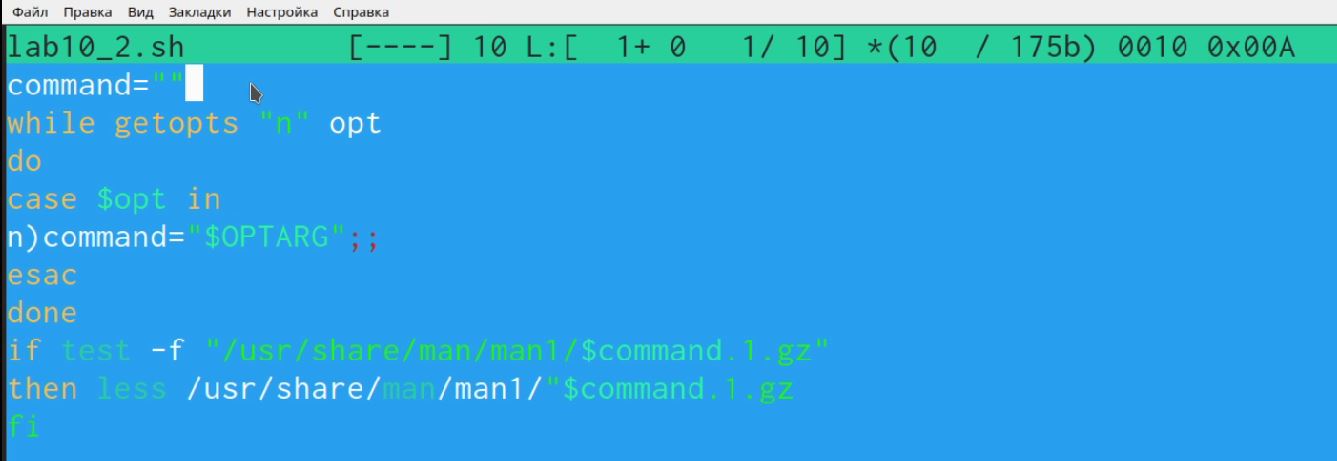 Файл Правка Вид Закладки Настройка Справка
lab10_2.sh [----] 10 L:[ 1+ 0 1/ 10] *(10 / 175b) 0010 0x00A
command=""
while getopts "n" opt
do
case $opt in
n)command="$OPTARG";;
esac
done
if test -f "/usr/share/man/man1/$command.1.gz"
then less /usr/share/man/man1/"$command.1.gz
fi